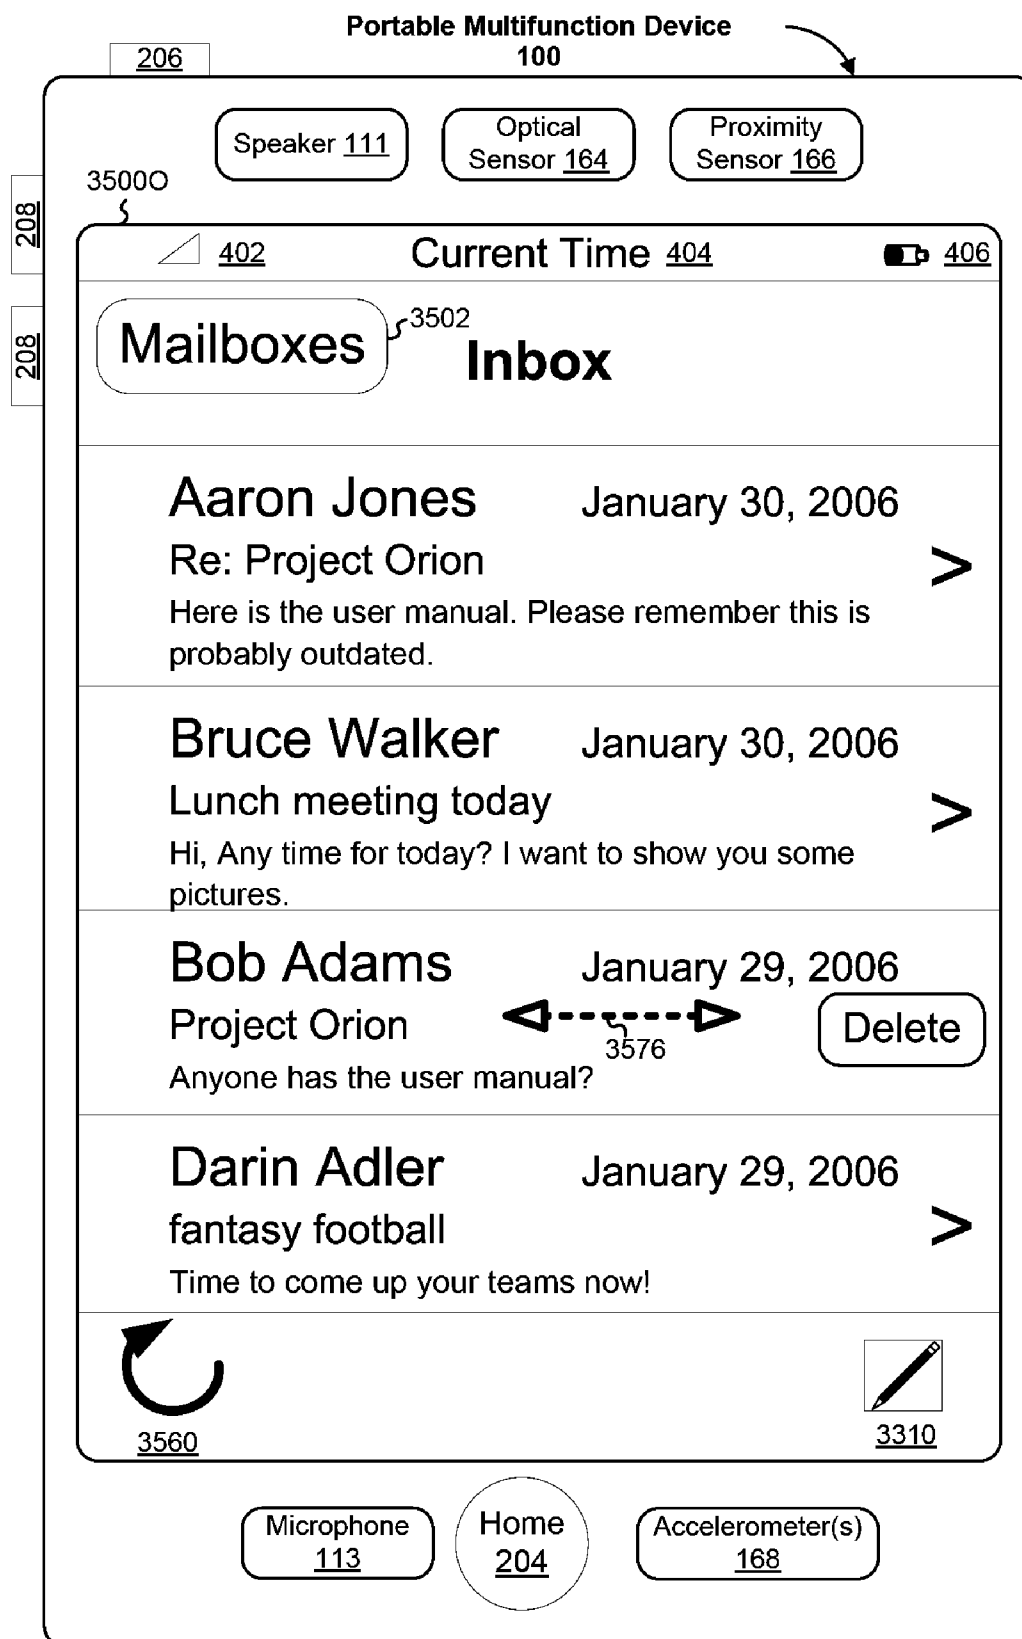 Portable Multifunction Device
100
206
Speaker 111
Optical
Sensor 164
Proximity
Sensor 166
3500O
208
402
Current Time 404
406
208
Mailboxes
3502
Inbox
Aaron Jones January 30, 2006
Re: Project Orion
>
Here is the user manual. Please remember this is
probably outdated.
Bruce Walker January 30, 2006
Lunch meeting today
>
Hi, Any time for today? I want to show you some
pictures.
Bob Adams January 29, 2006
Project Orion
3576
Delete
Anyone has the user manual?
Darin Adler January 29, 2006
fantasy football
>
Time to come up your teams now!
3560
3310
Microphone
113
Home
204
Accelerometer(s)
168